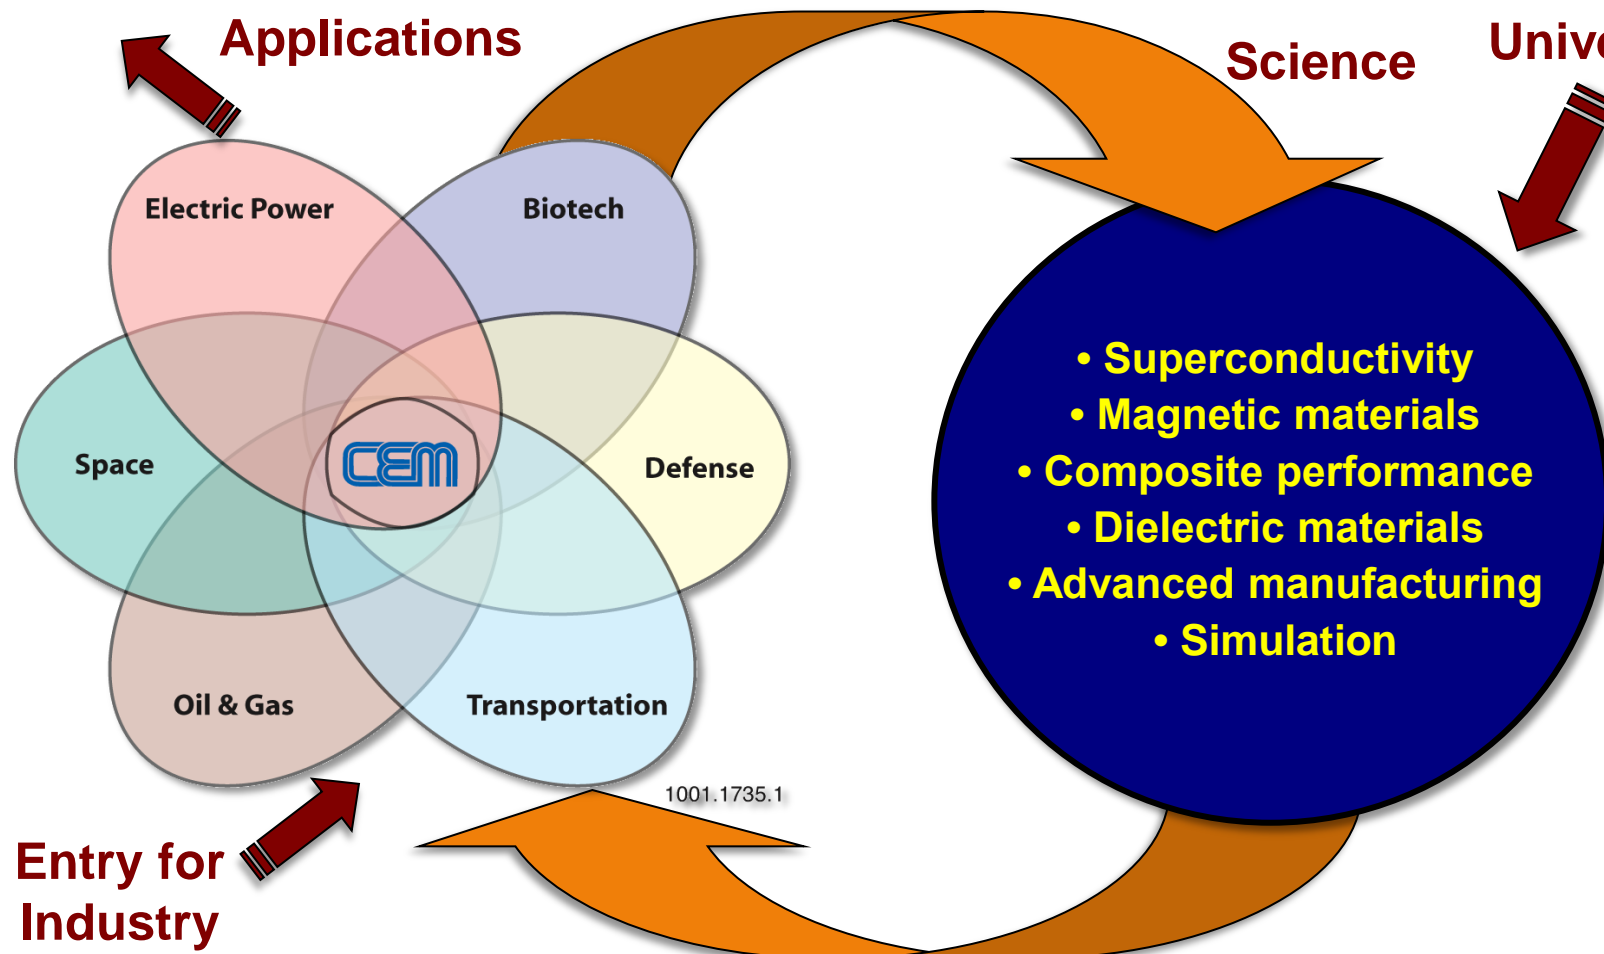 Applications
Science
Electric Power
Biotech
Space
CEM
Defense
Oil & Gas
Transportation
1001.1735.1
Entry for
Industry
• Superconductivity
• Magnetic materials
• Composite performance
• Dielectric materials
• Advanced manufacturing
• Simulation